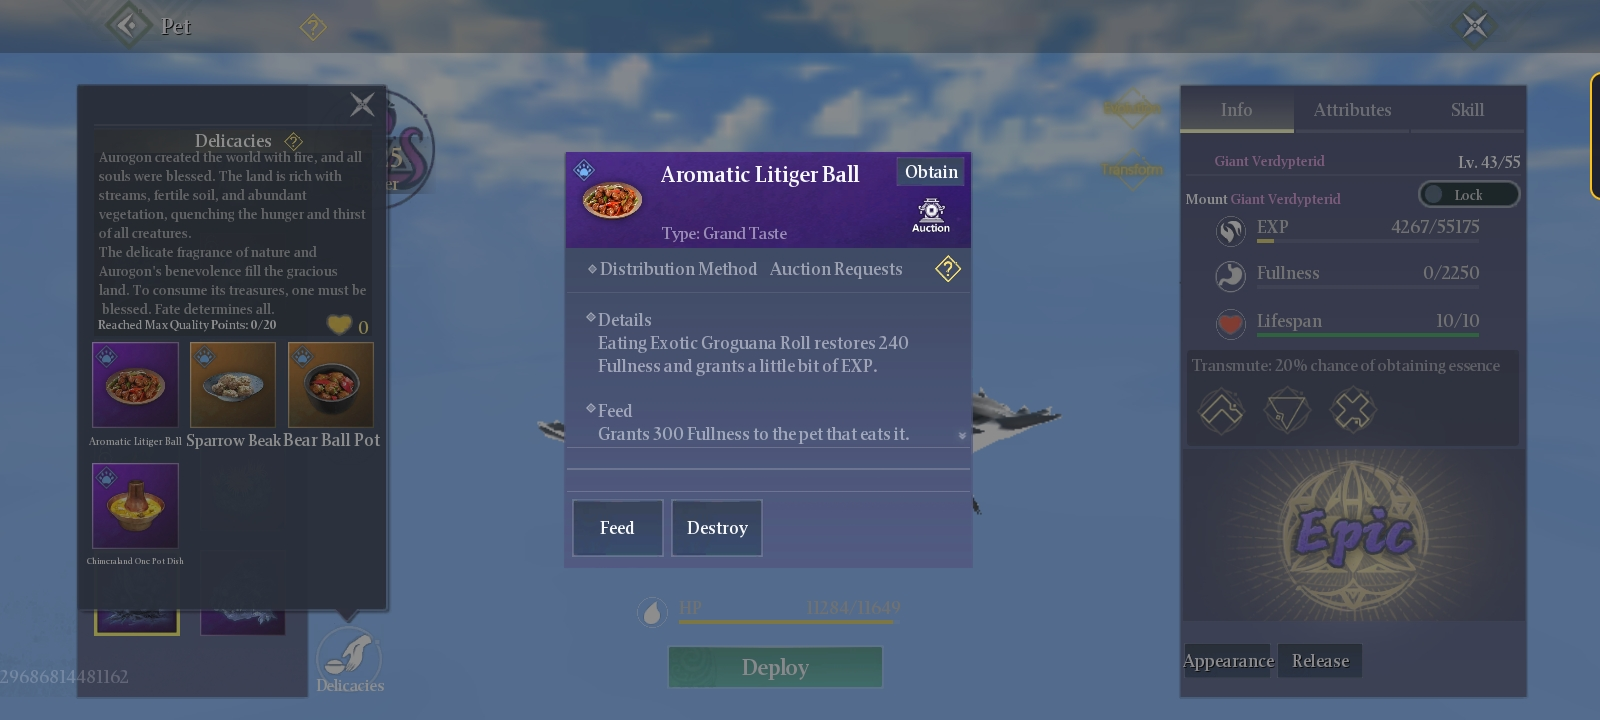 Pet
Delicacies
Aurogon created the world with fire, and all
souls were blessed. The land is rich with
streams, fertile soil, and abundant
vegetation, quenching the hunger and thirst
of all creatures.
The delicate fragrance of nature and
Aurogon's benevolence fill the gracious
land. To consume its treasures, one must be
blessed. Fate determines all.
Reached Max Quality Points: 0/20
0
Aromatic Litiger Ball
Sparrow Beak
Bear Ball Pot
Chimeraland One Pot Dish
29686814481162
Delicacies
Aromatic Litiger Ball
Obtain
Type: Grand Taste
Auction
Distribution Method Auction Requests
Details
Eating Exotic Groguana Roll restores 240
Fullness and grants a little bit of EXP.
Feed
Grants 300 Fullness to the pet that eats it.
Feed
Destroy
HP 11284/11649
Deploy
Transform
Info
Attributes
Skill
Giant Verdypterid
Lv. 43/55
Mount Giant Verdypterid
Lock
EXP 4267/55175
Fullness 0/2250
Lifespan 10/10
Transmute: 20% chance of obtaining essence
Epic
Appearance
Release